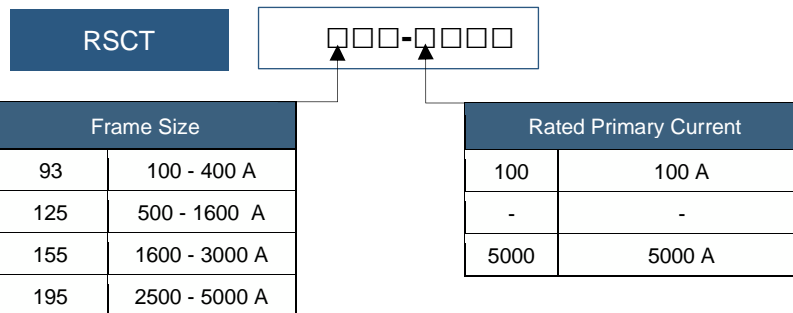 RSCT
□□□-□□□□
Frame Size
93 100 - 400 A
125 500 - 1600 A
155 1600 - 3000 A
195 2500 - 5000 A
Rated Primary Current
100 100 A
- -
5000 5000 A